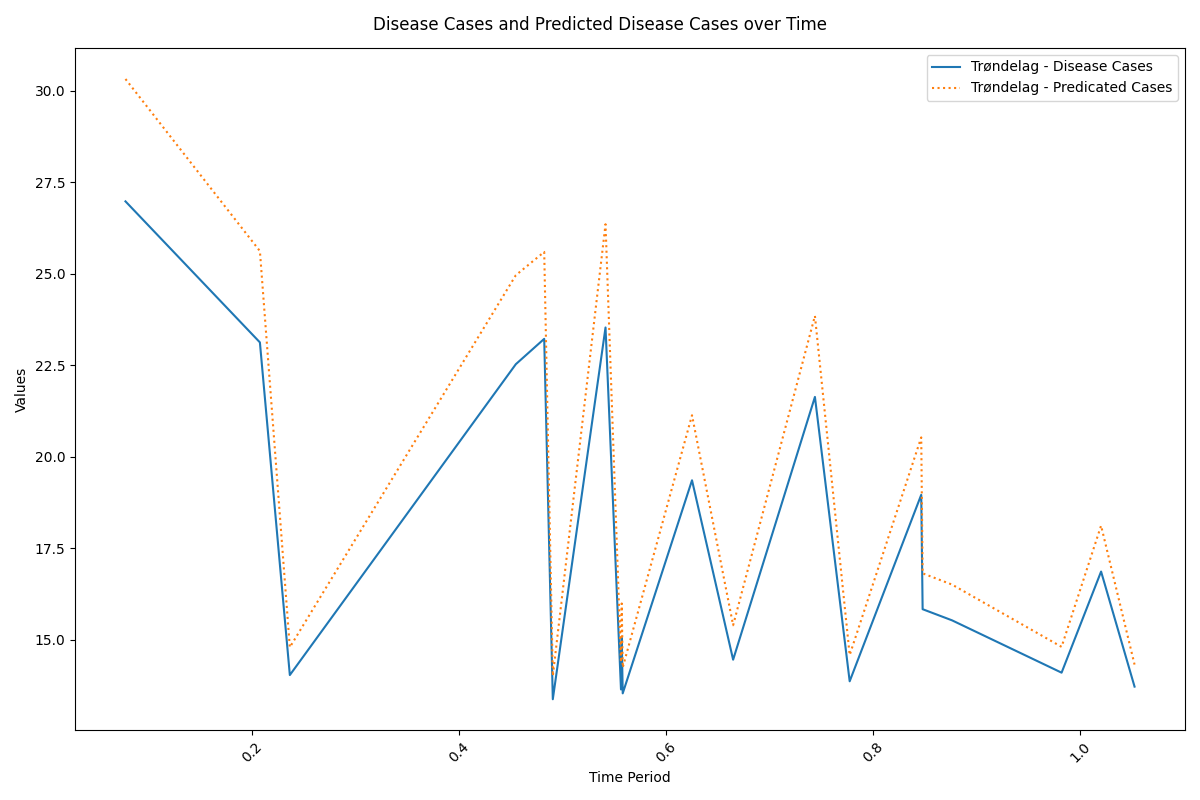 Disease Cases and Predicted Disease Cases over Time
Trøndelag - Disease Cases
Trøndelag - Predicated Cases
30.0
27.5
25.0
22.5
20.0
17.5
15.0
Values
0.2
0.4
0.6
0.8
1.0
Time Period